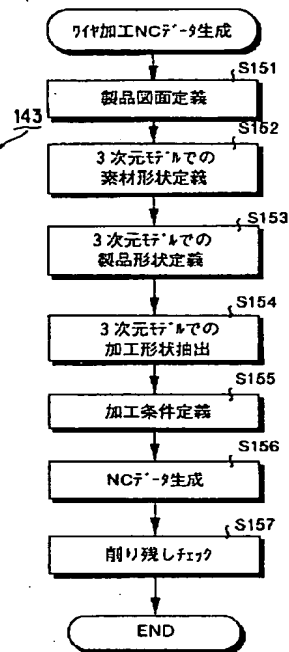 ワイヤ加工NCデータ生成
S151
製品図面定義
143
S152
3次元モデルでの
素材形状定義
S153
3次元モデルでの
製品形状定義
S154
3次元モデルでの
加工形状抽出
S155
加工条件定義
S156
NCデータ生成
S157
削り残しチェック
END